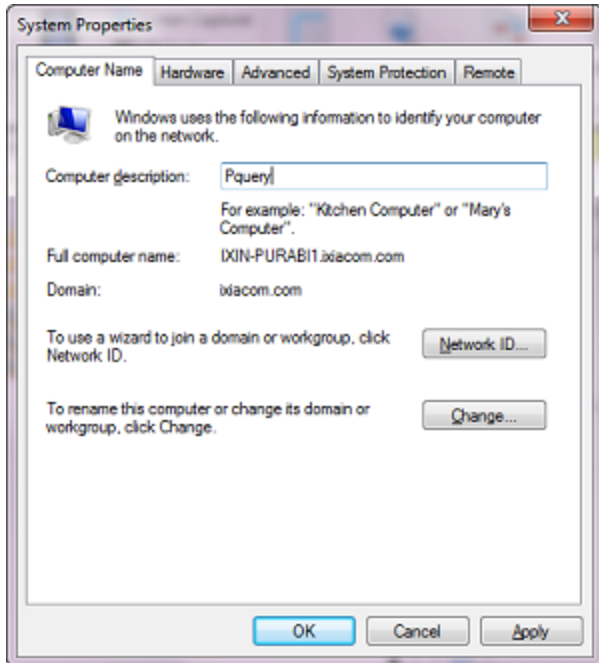 System Properties
Computer Name Hardware Advanced System Protection Remote
Windows uses the following information to identify your computer
on the network.
Computer description: Pquery
For example: "Kitchen Computer" or "Mary's
Computer".
Full computer name: IXIN-PURABI1.ixiacom.com
Domain: ixiacom.com
To use a wizard to join a domain or workgroup, click
Network ID.
Network ID...
To rename this computer or change its domain or
workgroup, click Change.
Change...
OK Cancel Apply